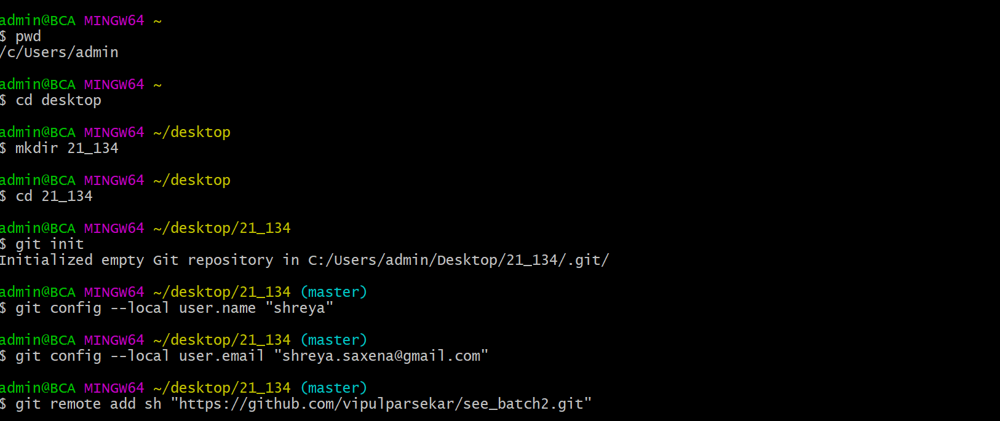 admin@BCA MINGW64 ~
$ pwd
/c/Users/admin
admin@BCA MINGW64 ~
$ cd desktop
admin@BCA MINGW64 ~/desktop
$ mkdir 21_134
admin@BCA MINGW64 ~/desktop
$ cd 21_134
admin@BCA MINGW64 ~/desktop/21_134
$ git init
Initialized empty Git repository in C:/Users/admin/Desktop/21_134/.git/
admin@BCA MINGW64 ~/desktop/21_134 (master)
$ git config --local user.name "shreya"
admin@BCA MINGW64 ~/desktop/21_134 (master)
$ git config --local user.email "shreya.saxena@gmail.com"
admin@BCA MINGW64 ~/desktop/21_134 (master)
$ git remote add sh "https://github.com/vipulparsekar/see_batch2.git"